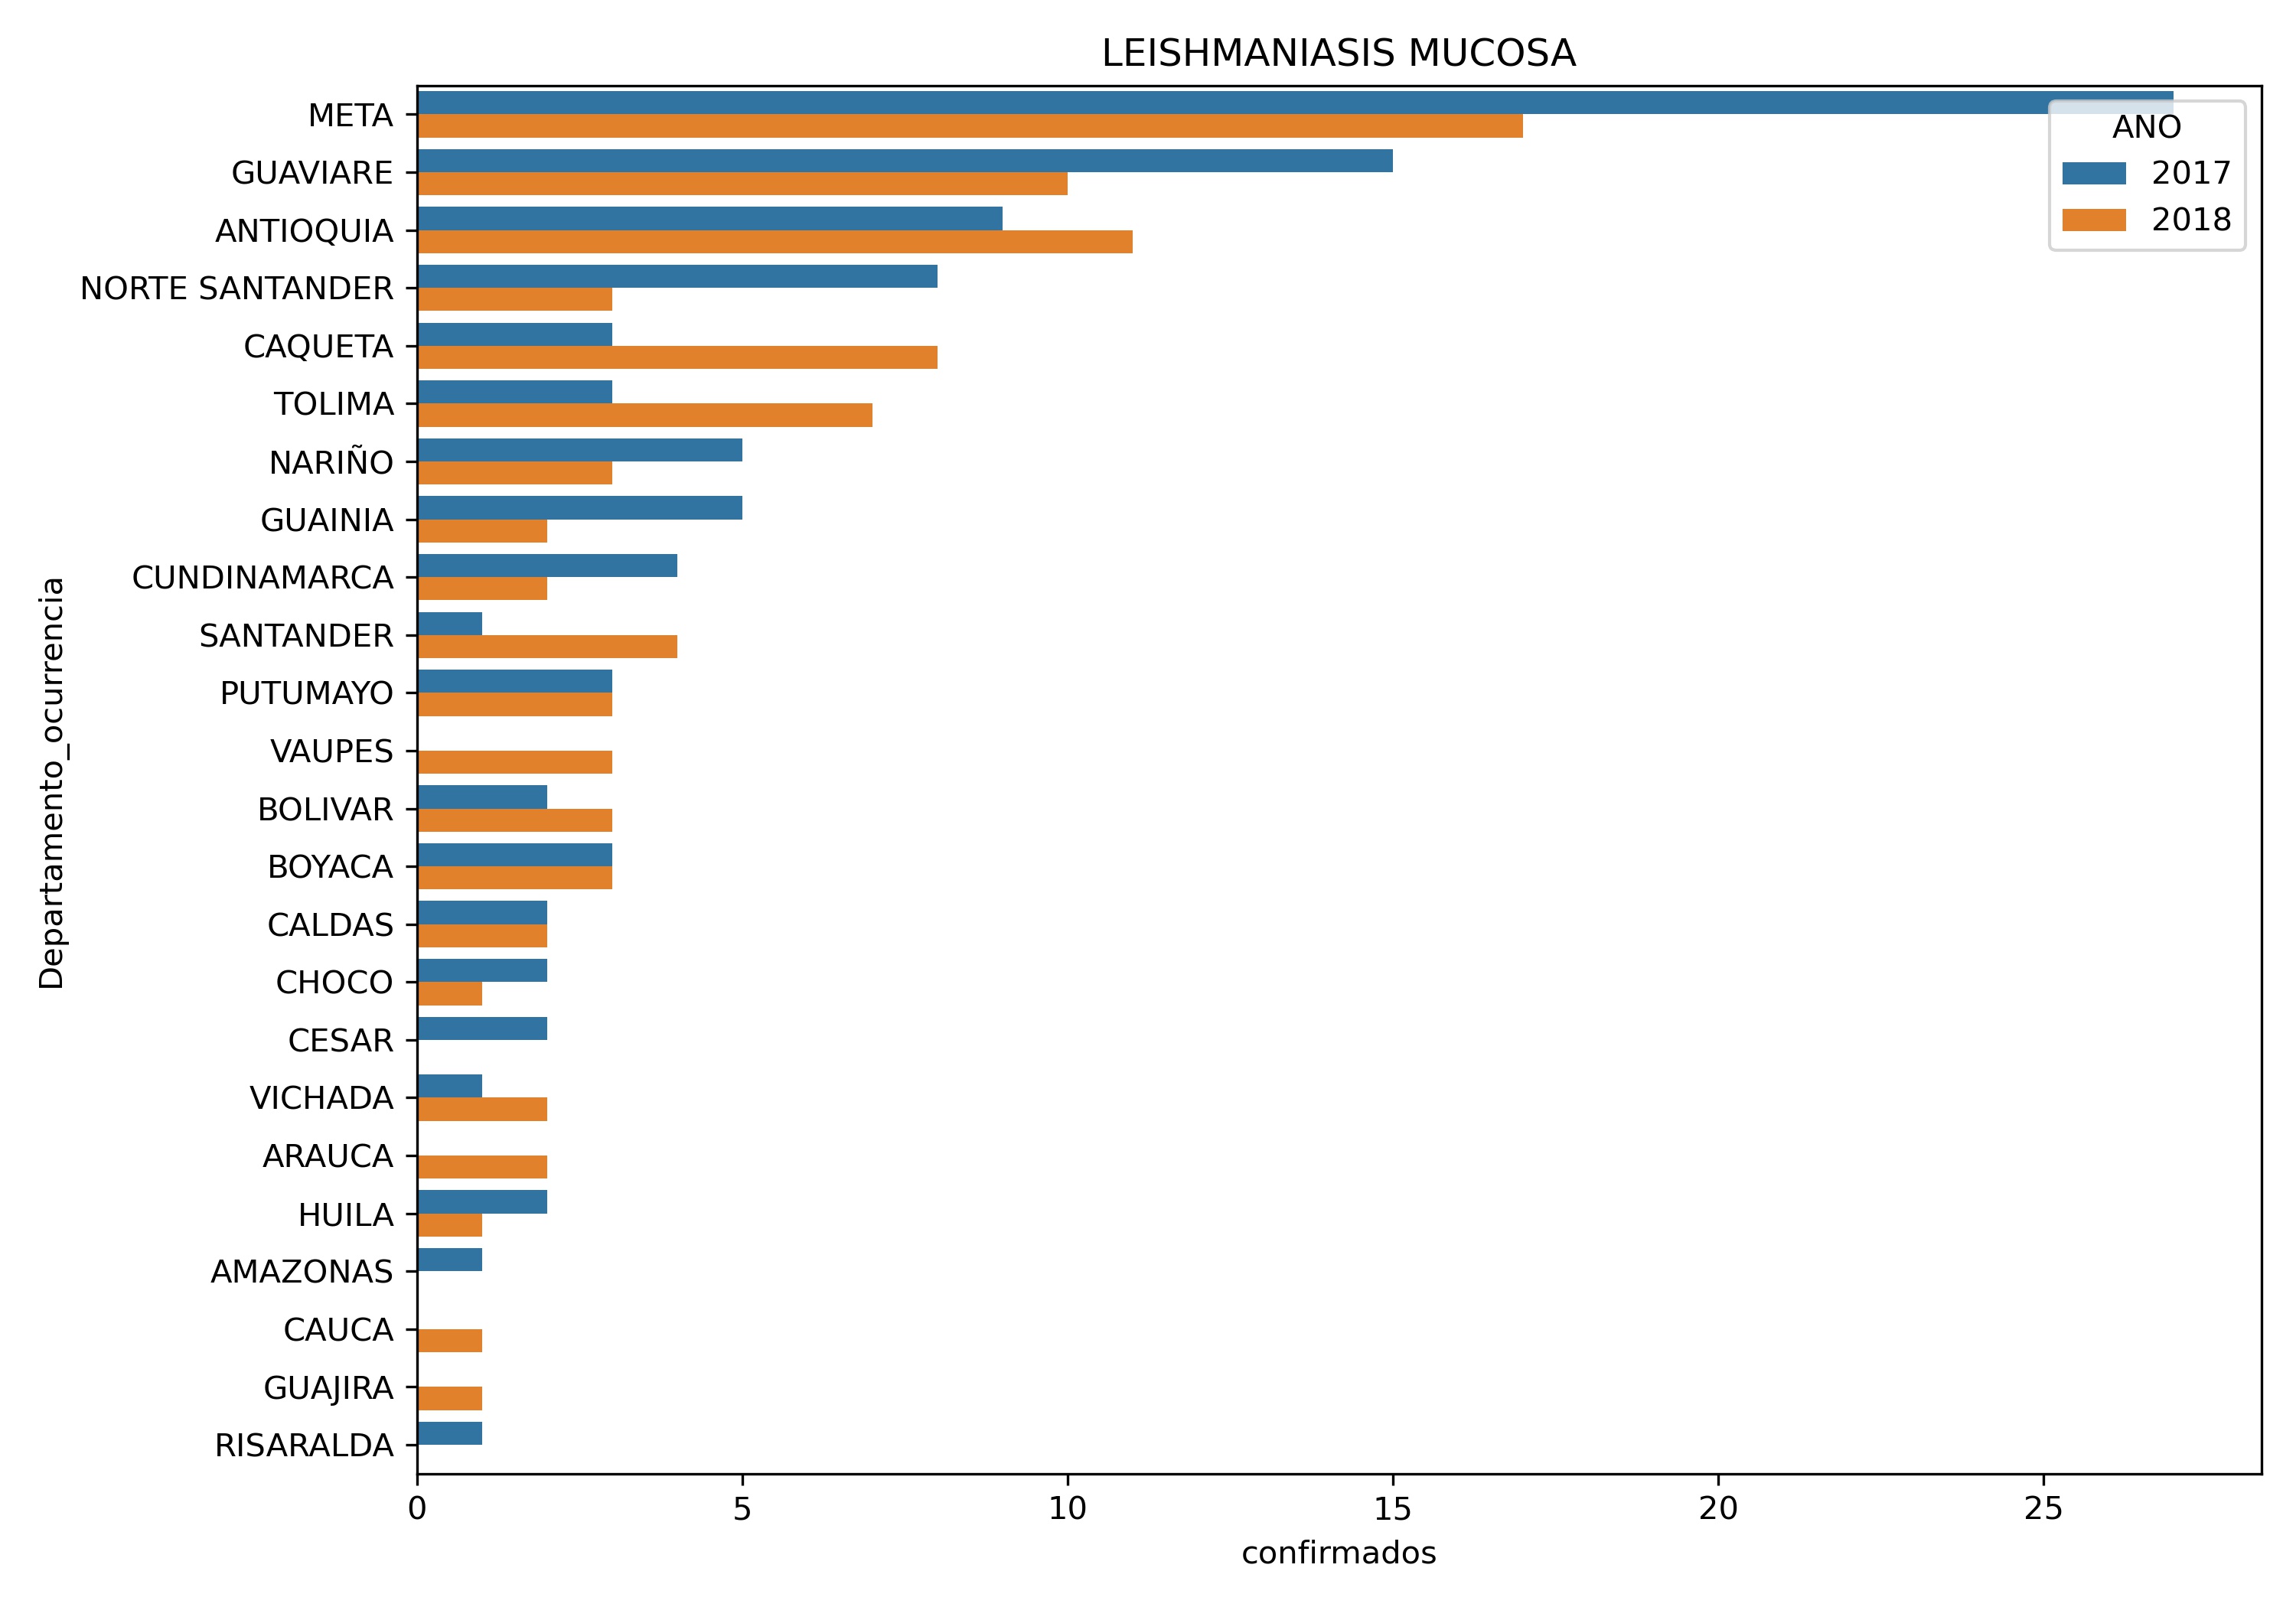 LEISHMANIASIS MUCOSA
META
GUAVIARE
ANTIOQUIA
NORTE SANTANDER
CAQUETA
TOLIMA
NARIÑO
GUAINIA
CUNDINAMARCA
SANTANDER
PUTUMAYO
VAUPES
BOLIVAR
BOYACA
CALDAS
CHOCO
CESAR
VICHADA
ARAUCA
HUILA
AMAZONAS
CAUCA
GUAJIRA
RISARALDA
Departamento_ocurrencia
0 5 10 15 20 25
confirmados
ANO
2017
2018